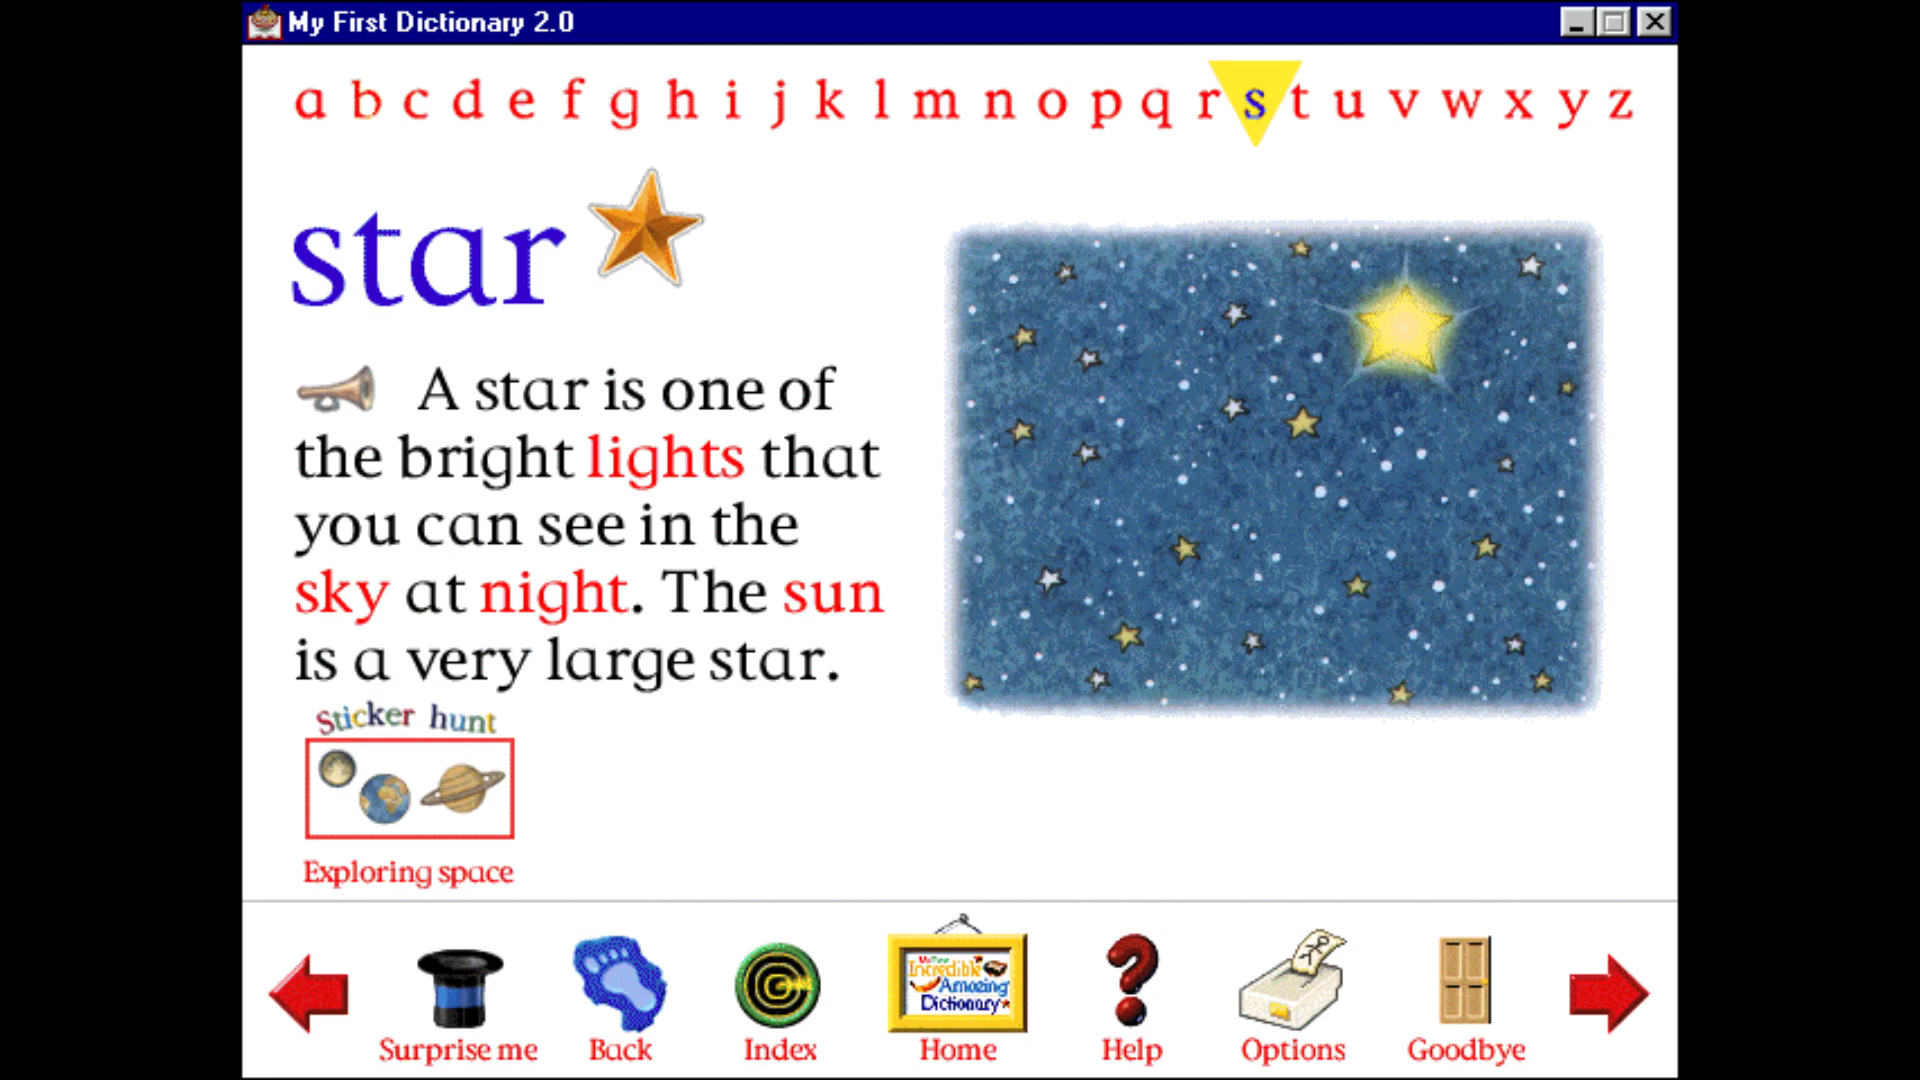 My First Dictionary 2.0
a b c d e f g h i j k l m n o p q r s t u v w x y z
star
A star is one of
the bright lights that
you can see in the
sky at night. The sun
is a very large star.
Sticker hunt
Exploring space
My First
Incredible
Amazing
Dictionary
Surprise me
Back
Index
Home
Help
Options
Goodbye